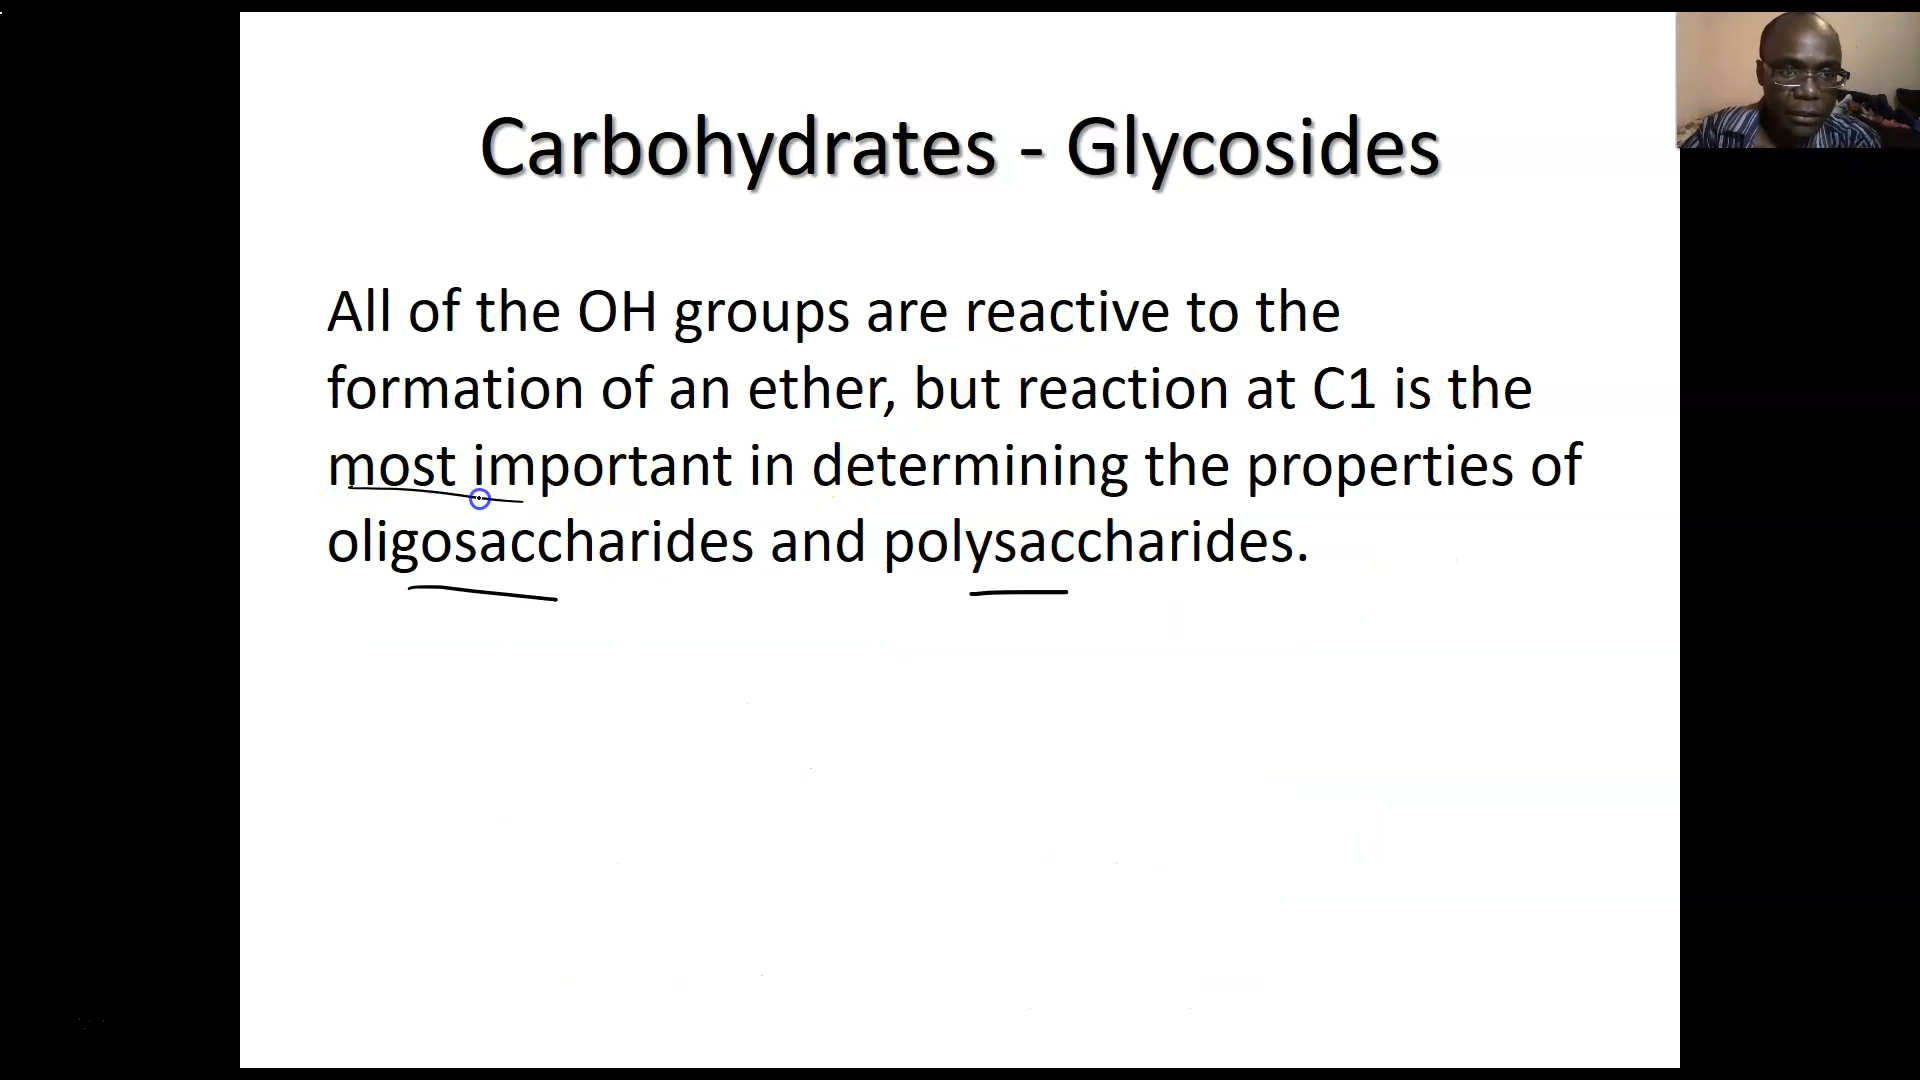 Carbohydrates - Glycosides
All of the OH groups are reactive to the
formation of an ether, but reaction at C1 is the
most important in determining the properties of
oligosaccharides and polysaccharides.